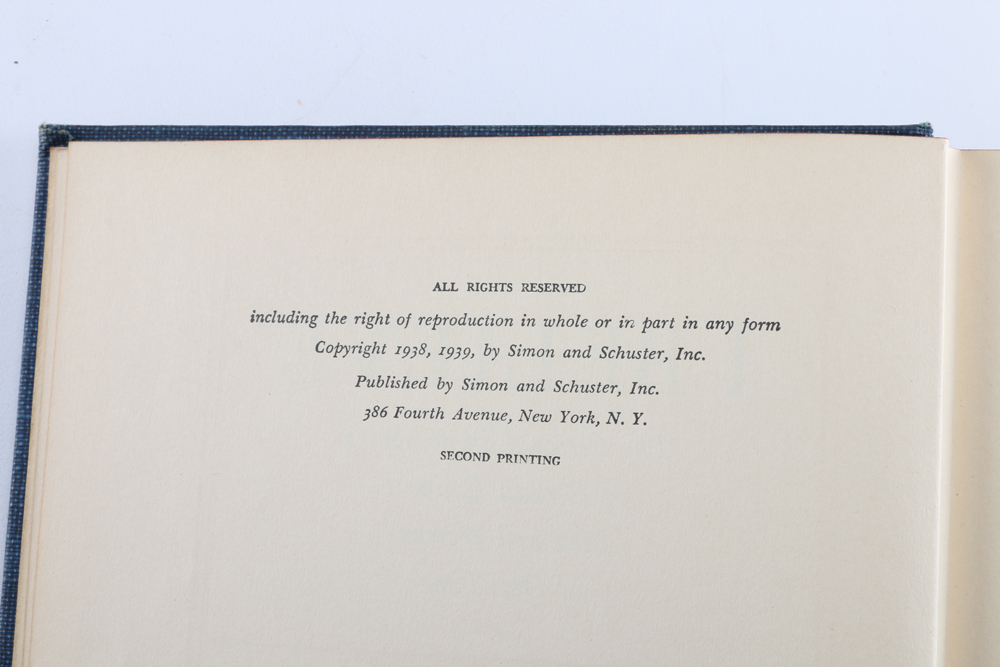 ALL RIGHTS RESERVED
including the right of reproduction in whole or in part in any form
Copyright 1938, 1939, by Simon and Schuster, Inc.
Published by Simon and Schuster, Inc.
386 Fourth Avenue, New York, N. Y.
SECOND PRINTING